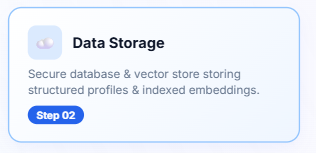 Data Storage
Secure database & vector store storing
structured profiles & indexed embeddings.
Step 02